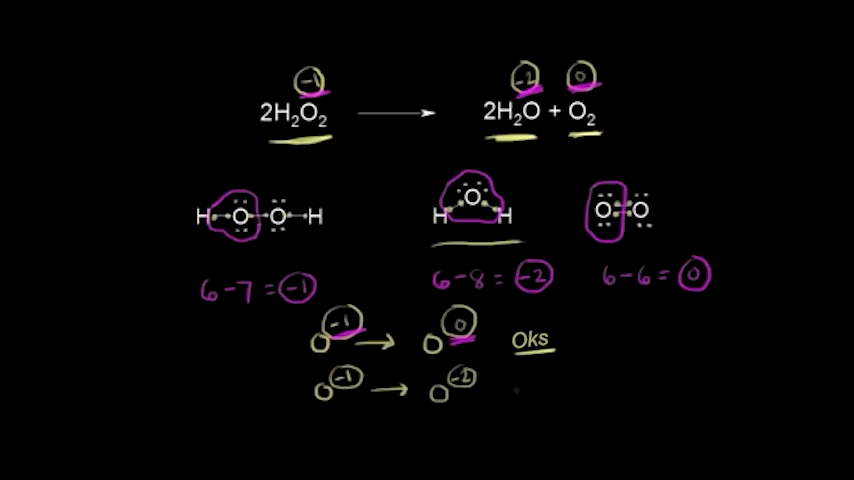 -1 -2 0
2H₂O₂ → 2H₂O + O₂
H O O H H O H O O
6-7=-1 6-8=-2 6-6=0
O⁻¹ → O⁰ Oks
O⁻¹ → O⁻²